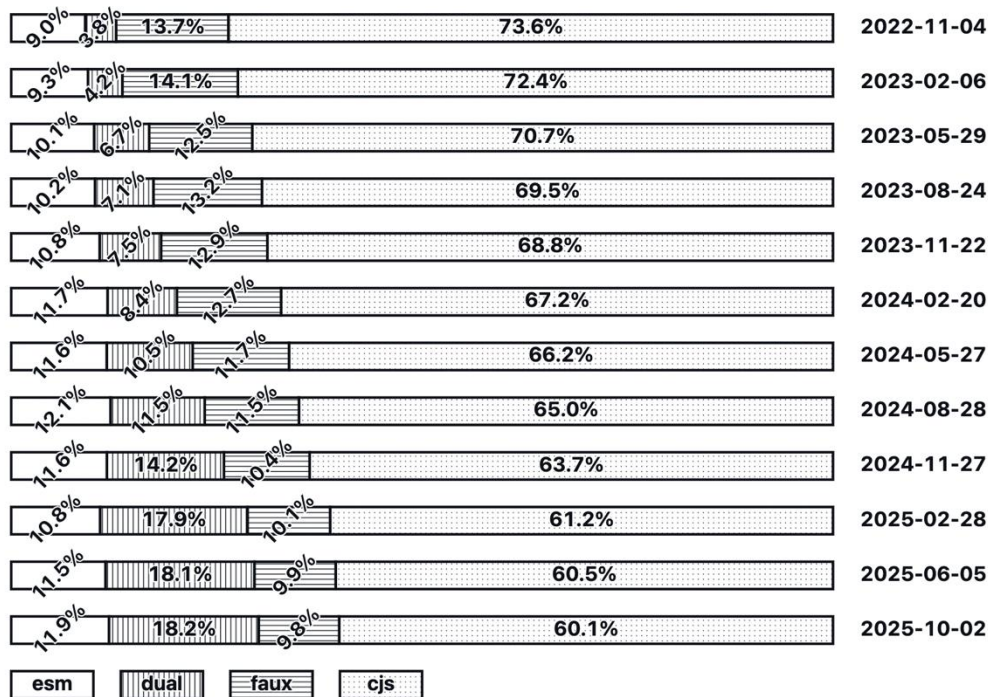 9.0% 3.8% 13.7% 73.6% 2022-11-04
9.3% 4.2% 14.1% 72.4% 2023-02-06
10.1% 6.7% 12.5% 70.7% 2023-05-29
10.2% 7.1% 13.2% 69.5% 2023-08-24
10.8% 7.5% 12.9% 68.8% 2023-11-22
11.7% 8.4% 12.7% 67.2% 2024-02-20
11.6% 10.5% 11.7% 66.2% 2024-05-27
12.1% 11.5% 11.5% 65.0% 2024-08-28
11.6% 14.2% 10.4% 63.7% 2024-11-27
10.8% 17.9% 10.1% 61.2% 2025-02-28
11.5% 18.1% 9.9% 60.5% 2025-06-05
11.9% 18.2% 9.8% 60.1% 2025-10-02
esm dual faux cjs